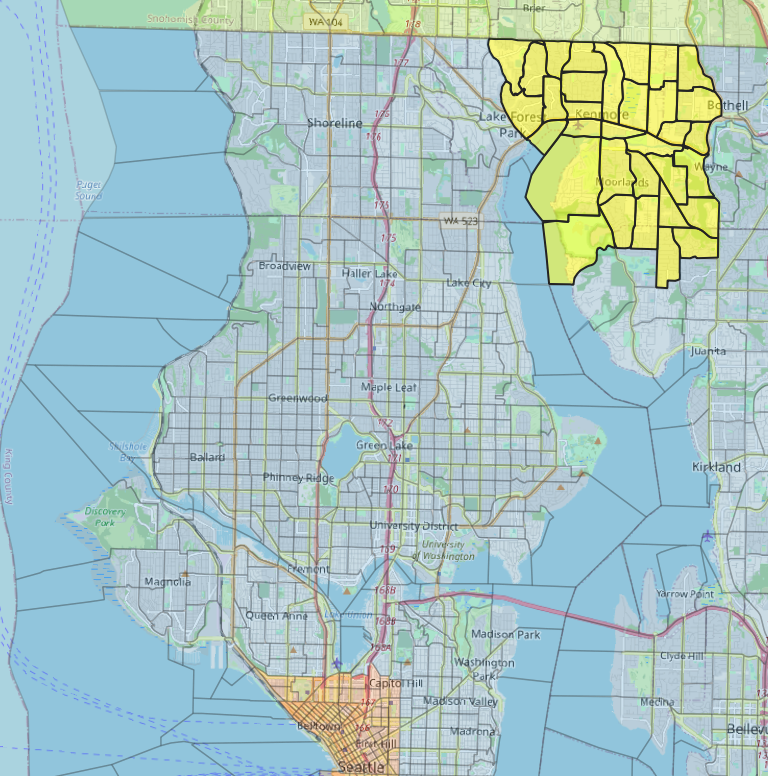 Brier
Snohomish County
WA 104
178
177
Bothell
Kenmore
Lake Forest
Park
Shoreline
176
176
Wayne
Moorlands
Puget
Sound
175
WA 523
175
Broadview
Haller Lake
174
Lake City
Northgate
Juanita
Maple Leaf
Greenwood
172
Green Lake
Shilshole
Bay
Ballard
171
Kirkland
King County
Phinney Ridge
170
Discovery
Park
University District
169
University
of Washington
Fremont
Magnolia
168B
Yarrow Point
Lake Union
Queen Anne
168B
Madison Park
168A
Clyde Hill
Washington
Park
Capitol Hill
Madison Valley
Medina
167
Belltown
166
Madrona
Bellevu
First Hill
Seattle